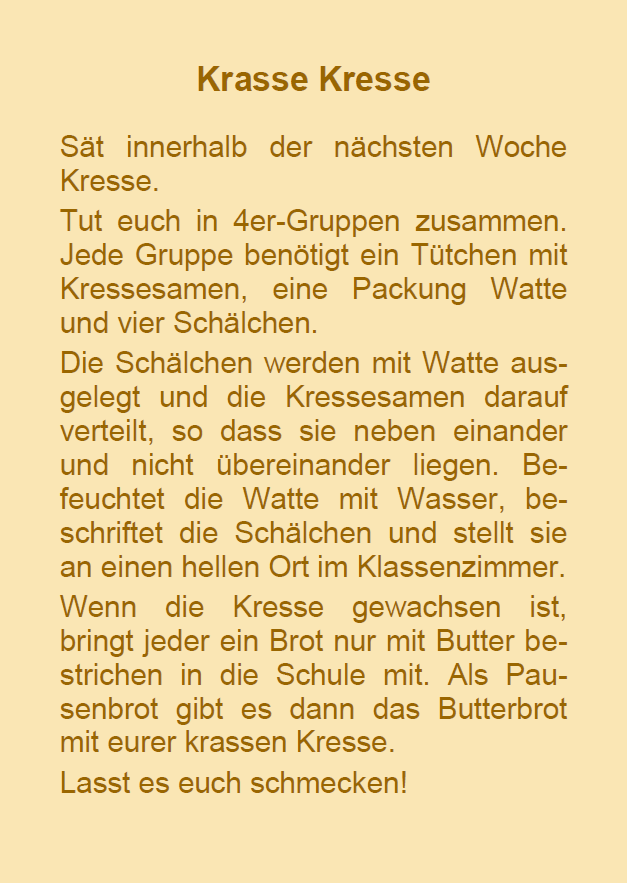 Krasse Kresse
Sät innerhalb der nächsten Woche
Kresse.
Tut euch in 4er-Gruppen zusammen.
Jede Gruppe benötigt ein Tütchen mit
Kressesamen, eine Packung Watte
und vier Schälchen.
Die Schälchen werden mit Watte aus-
gelegt und die Kressesamen darauf
verteilt, so dass sie neben einander
und nicht übereinander liegen. Be-
feuchtet die Watte mit Wasser, be-
schriftet die Schälchen und stellt sie
an einen hellen Ort im Klassenzimmer.
Wenn die Kresse gewachsen ist,
bringt jeder ein Brot nur mit Butter be-
strichen in die Schule mit. Als Pau-
senbrot gibt es dann das Butterbrot
mit eurer krassen Kresse.
Lasst es euch schmecken!